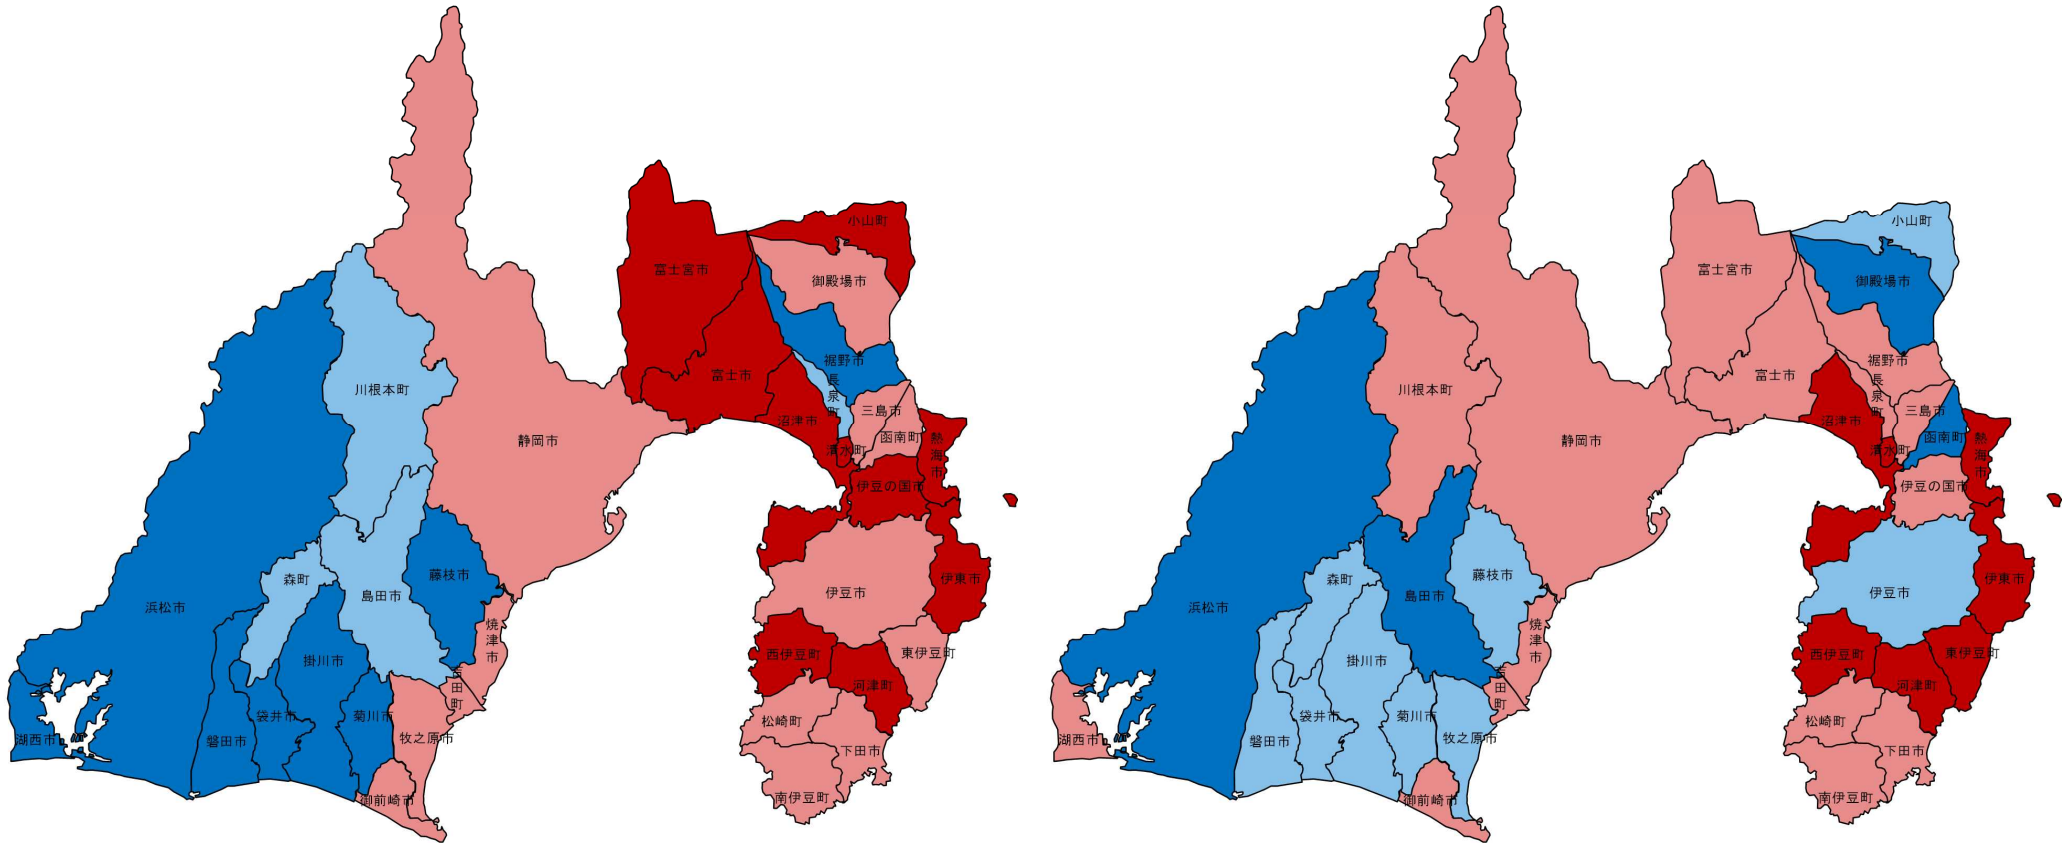 小山町
富士宮市
御殿場市
裾野市
富士市
長泉町
川根本町
三島市
沼津市
函南町
熱海市
静岡市
清水町
伊豆の国市
藤枝市
森町
伊東市
島田市
伊豆市
浜松市
焼津市
西伊豆町
東伊豆町
掛川市
吉田町
河津町
袋井市
菊川市
松崎町
湖西市
磐田市
牧之原市
下田市
御前崎市
南伊豆町
小山町
富士宮市
御殿場市
裾野市
富士市
長泉町
川根本町
三島市
沼津市
函南町
熱海市
静岡市
清水町
伊豆の国市
藤枝市
森町
伊東市
島田市
伊豆市
浜松市
焼津市
西伊豆町
東伊豆町
掛川市
吉田町
河津町
袋井市
菊川市
松崎町
湖西市
磐田市
牧之原市
下田市
御前崎市
南伊豆町